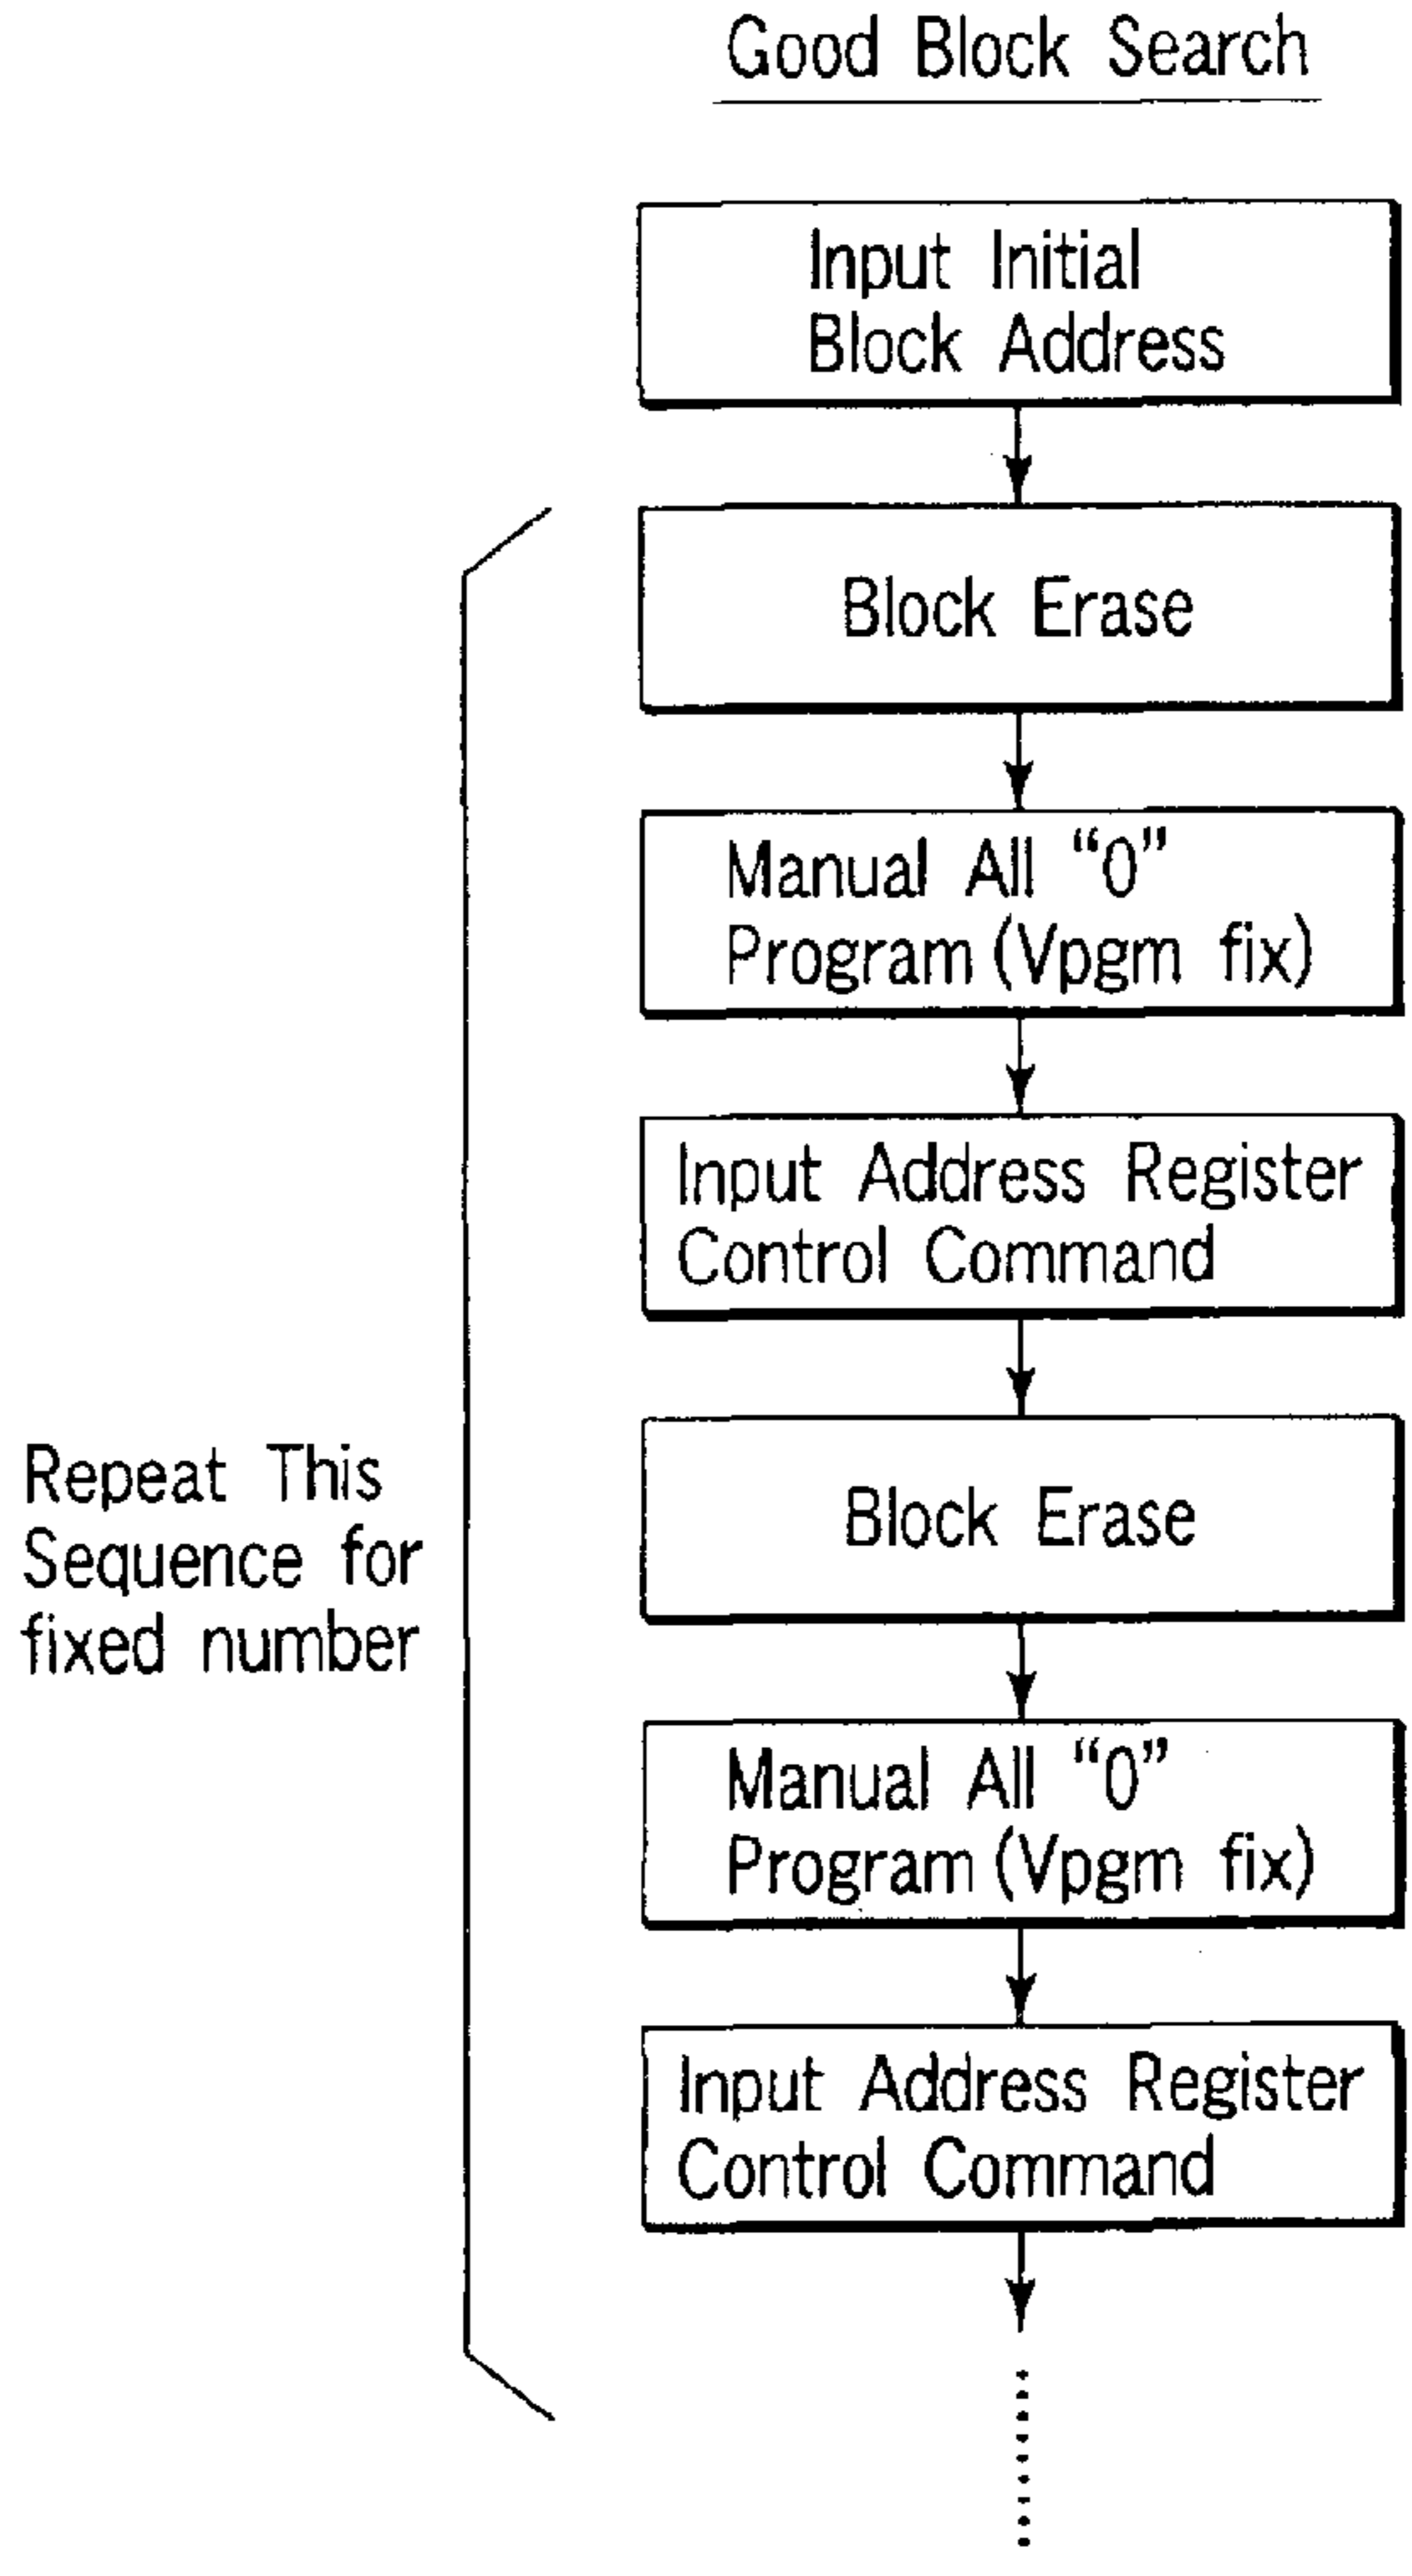 Good Block Search
Input Initial
Block Address
Block Erase
Manual All “0”
Program (Vpgm fix)
Input Address Register
Control Command
Block Erase
Manual All “0”
Program (Vpgm fix)
Input Address Register
Control Command
Repeat This
Sequence for
fixed number